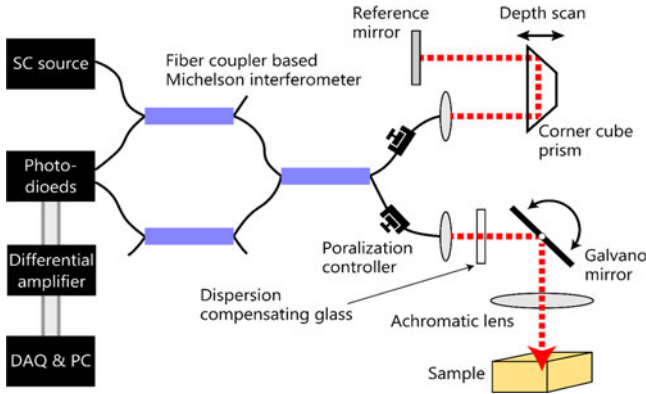 Reference
mirror
Depth scan
SC source
Fiber coupler based
Michelson interferometer
Corner cube
prism
Photo-
dioeds
Poralization
controller
Galvano
mirror
Differential
amplifier
Dispersion
compensating glass
Achromatic lens
DAQ & PC
Sample